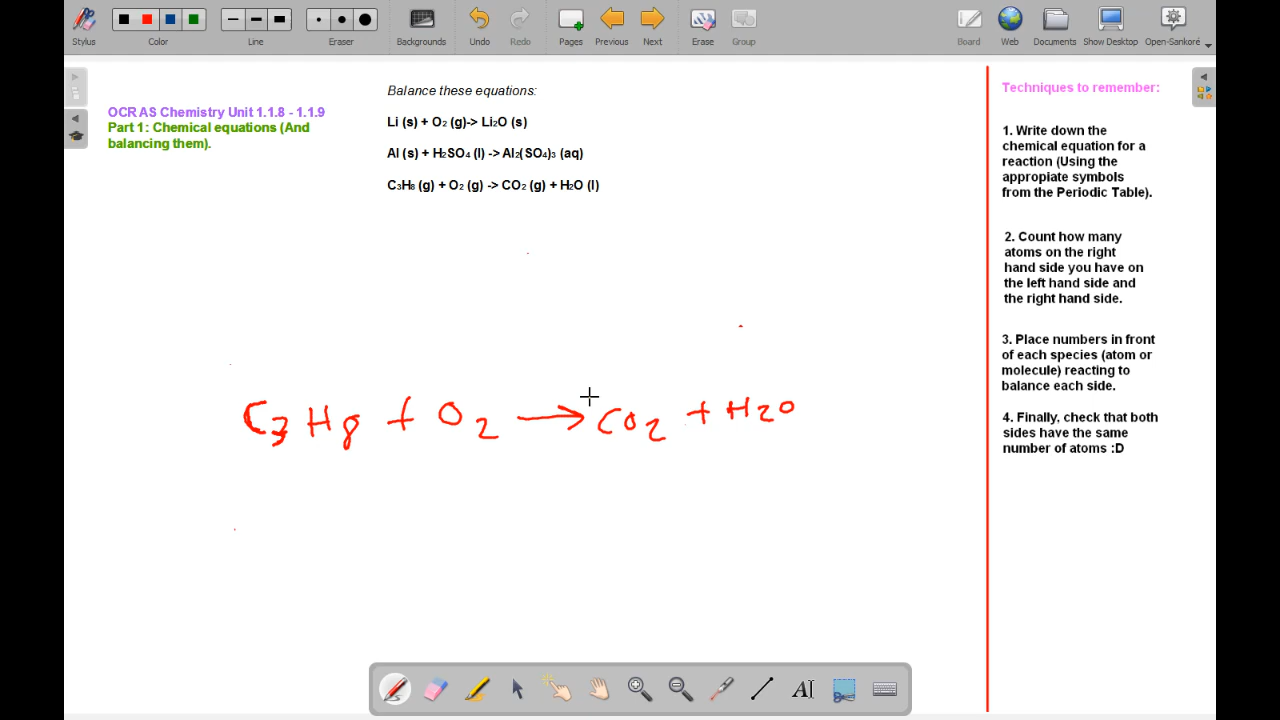 Stylus
Color
Line
Eraser
Backgrounds
Undo
Redo
Pages
Previous
Next
Erase
Group
Board
Web
Documents
Show Desktop
Open-Sankoré
OCR AS Chemistry Unit 1.1.8 - 1.1.9
Part 1: Chemical equations (And
balancing them).
Balance these equations:
Li (s) + O₂ (g)-> Li₂O (s)
Al (s) + H₂SO₄ (l) -> Al₂(SO₄)₃ (aq)
C₃H₈ (g) + O₂ (g) -> CO₂ (g) + H₂O (l)
C₃H₈ + O₂ → CO₂ + H₂O
Techniques to remember:
1. Write down the
chemical equation for a
reaction (Using the
appropiate symbols
from the Periodic Table).
2. Count how many
atoms on the right
hand side you have on
the left hand side and
the right hand side.
3. Place numbers in front
of each species (atom or
molecule) reacting to
balance each side.
4. Finally, check that both
sides have the same
number of atoms :D
AI